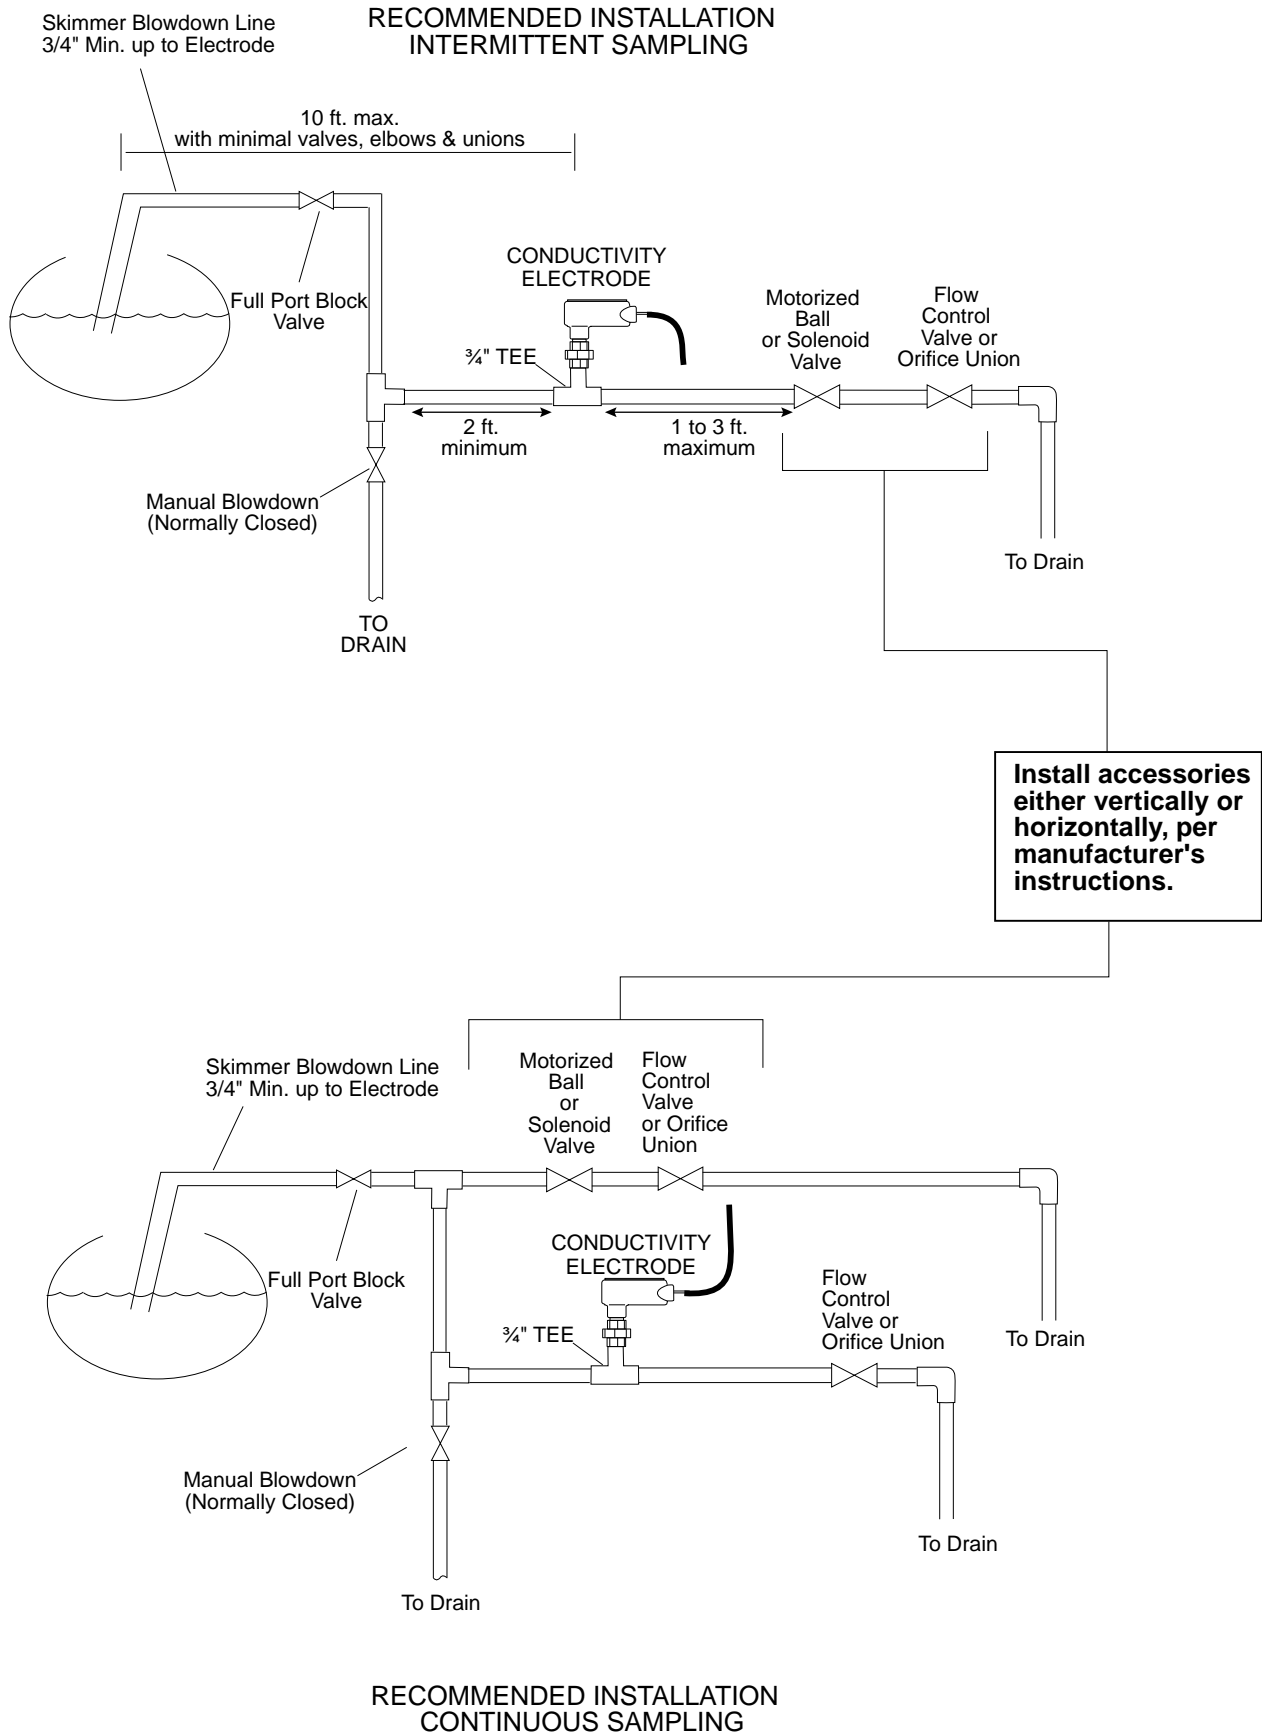 RECOMMENDED INSTALLATION
INTERMITTENT SAMPLING
Skimmer Blowdown Line
3/4" Min. up to Electrode
10 ft. max.
with minimal valves, elbows & unions
Full Port Block
Valve
CONDUCTIVITY
ELECTRODE
¾" TEE
Motorized
Ball
or Solenoid
Valve
Flow
Control
Valve or
Orifice Union
2 ft.
minimum
1 to 3 ft.
maximum
Manual Blowdown
(Normally Closed)
To Drain
TO
DRAIN
Install accessories
either vertically or
horizontally, per
manufacturer's
instructions.
Skimmer Blowdown Line
3/4" Min. up to Electrode
Motorized
Ball
or
Solenoid
Valve
Flow
Control
Valve
or Orifice
Union
Full Port Block
Valve
CONDUCTIVITY
ELECTRODE
¾" TEE
Flow
Control
Valve or
Orifice Union
To Drain
Manual Blowdown
(Normally Closed)
To Drain
To Drain
RECOMMENDED INSTALLATION
CONTINUOUS SAMPLING